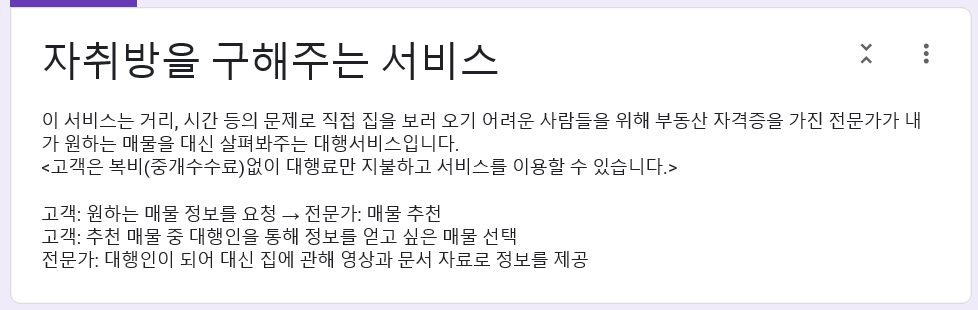 자취방을 구해주는 서비스
이 서비스는 거리, 시간 등의 문제로 직접 집을 보러 오기 어려운 사람들을 위해 부동산 자격증을 가진 전문가가 내
가 원하는 매물을 대신 살펴봐주는 대행서비스입니다.
<고객은 복비(중개수수료)없이 대행료만 지불하고 서비스를 이용할 수 있습니다.>
고객: 원하는 매물 정보를 요청 → 전문가: 매물 추천
고객: 추천 매물 중 대행인을 통해 정보를 얻고 싶은 매물 선택
전문가: 대행인이 되어 대신 집에 관해 영상과 문서 자료로 정보를 제공